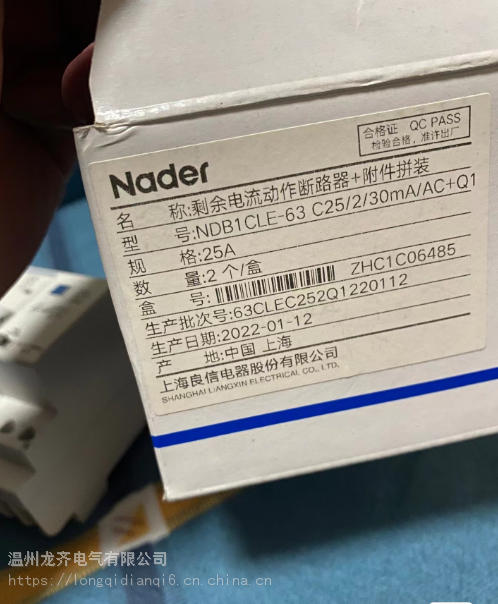 合格证 QC PASS
检验合格，准许出厂
Nader
名 称:剩余电流动作断路器+附件拼装
型 号:NDB1CLE-63 C25/2/30mA/AC+Q1
规 格:25A
数 量:2个/盒
盒 号:
ZHC1C06485
生产批次号:63CLEC252Q1220112
生产日期:2022-01-12
产 地:中国 上海
上海良信电器股份有限公司
SHANGHAI LIANGXIN ELECTRICAL CO., LTD.
温州龙齐电气有限公司
https://longqidianqi6.cn.china.cn